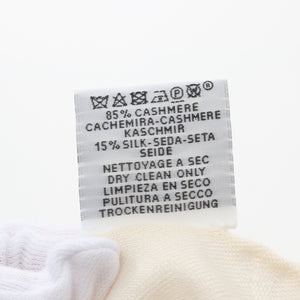 85% CASHMERE
CACHEMIRA-CASHMERE
KASCHMIR
15% SILK-SEDA-SETA
SEIDE
NETTOYAGE A SEC
DRY CLEAN ONLY
LIMPIEZA EN SECO
PULITURA A SECCO
TROCKENREINIGUNG